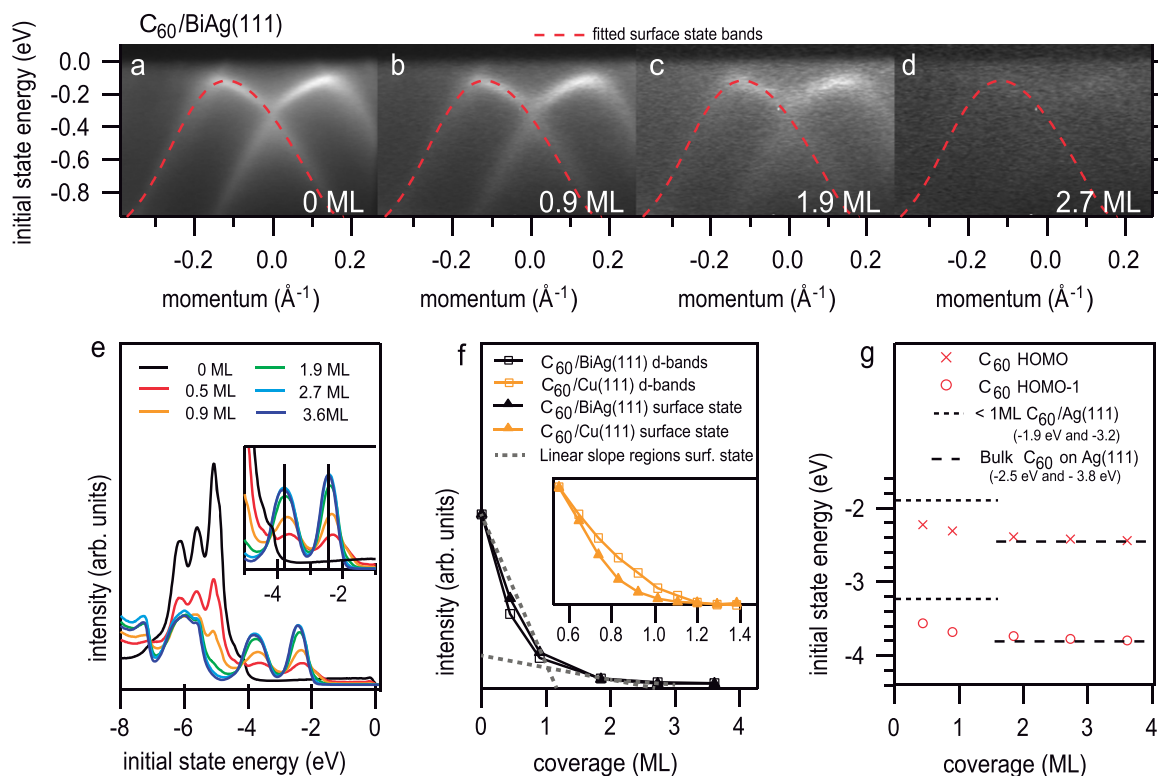 C60/BiAg(111)
fitted surface state bands
initial state energy (eV)
0.0
-0.2
-0.4
-0.6
-0.8
a
b
c
d
0 ML
0.9 ML
1.9 ML
2.7 ML
-0.2 0.0 0.2
-0.2 0.0 0.2
-0.2 0.0 0.2
-0.2 0.0 0.2
momentum (Å-1)
momentum (Å-1)
momentum (Å-1)
momentum (Å-1)
e
0 ML
0.5 ML
0.9 ML
1.9 ML
2.7 ML
3.6ML
-4 -2
intensity (arb. units)
-8 -6 -4 -2 0
initial state energy (eV)
f
C60/BiAg(111) d-bands
C60/Cu(111) d-bands
C60/BiAg(111) surface state
C60/Cu(111) surface state
Linear slope regions surf. state
0.6 0.8 1.0 1.2 1.4
intensity (arb. units)
0 1 2 3 4
coverage (ML)
g
C60 HOMO
C60 HOMO-1
< 1ML C60/Ag(111)
(-1.9 eV and -3.2)
Bulk C60 on Ag(111)
(-2.5 eV and - 3.8 eV)
initial state energy (eV)
-2
-3
-4
0 1 2 3 4
coverage (ML)